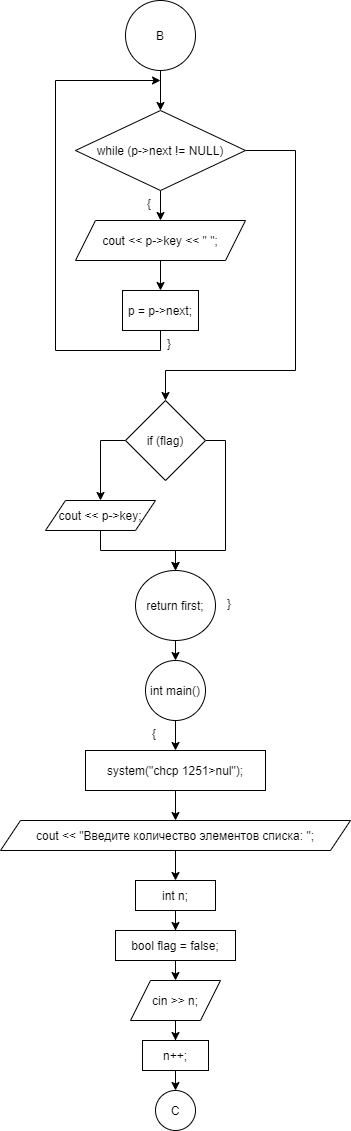 B
while (p->next != NULL)
{
cout << p->key << " ";
p = p->next;
}
if (flag)
cout << p->key;
return first;
}
int main()
{
system("chcp 1251>nul");
cout << "Введите количество элементов списка: ";
int n;
bool flag = false;
cin >> n;
n++;
C